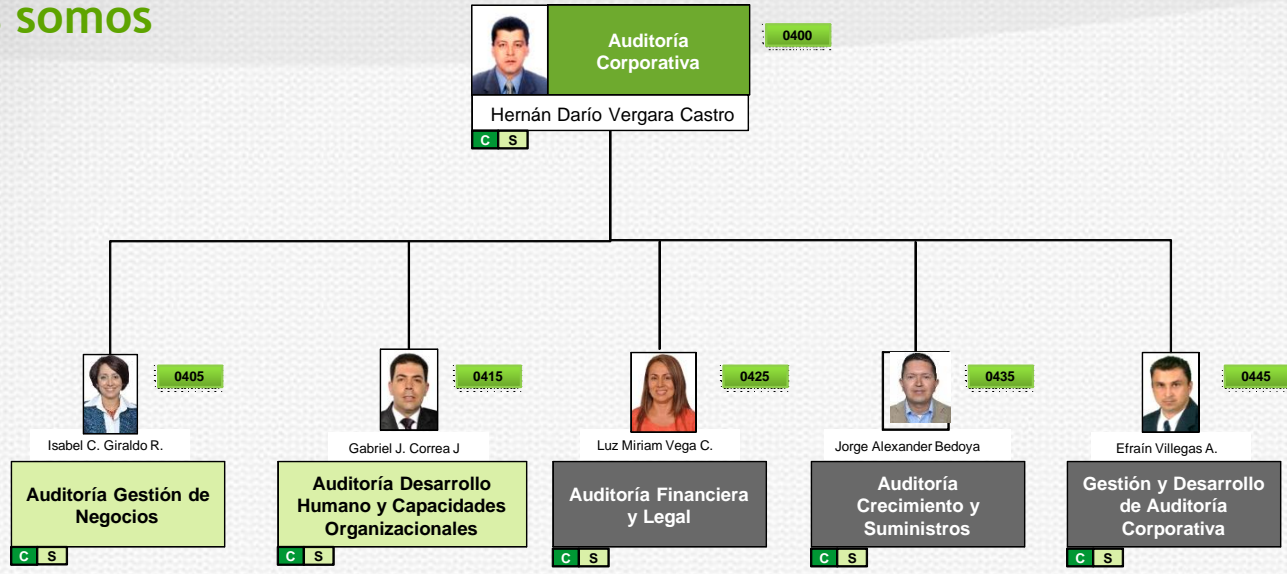 somos
Auditoría
Corporativa
0400
Hernán Darío Vergara Castro
C S
0405
Isabel C. Giraldo R.
Auditoría Gestión de
Negocios
C S
0415
Gabriel J. Correa J
Auditoría Desarrollo
Humano y Capacidades
Organizacionales
C S
0425
Luz Miriam Vega C.
Auditoría Financiera
y Legal
C S
0435
Jorge Alexander Bedoya
Auditoría
Crecimiento y
Suministros
C S
0445
Efraín Villegas A.
Gestión y Desarrollo
de Auditoría
Corporativa
C S